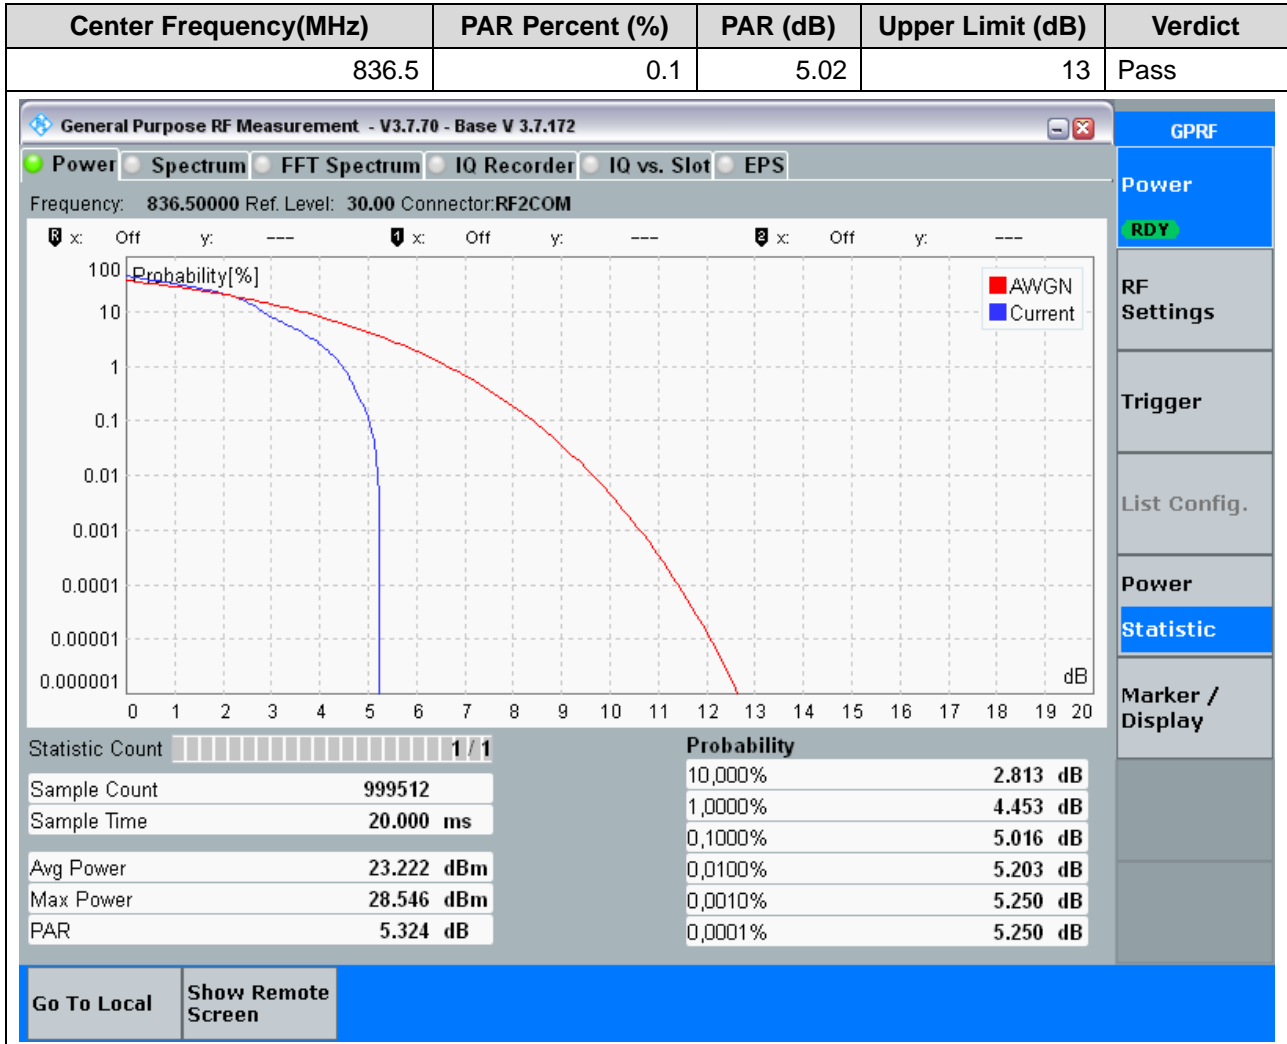 Center Frequency(MHz) PAR Percent (%) PAR (dB) Upper Limit (dB) Verdict
836.5 0.1 5.02 13 Pass
General Purpose RF Measurement - V3.7.70 - Base V 3.7.172
GPRF
Power Spectrum FFT Spectrum IQ Recorder IQ vs. Slot EPS
Frequency: 836.50000 Ref. Level: 30.00 Connector:RF2COM
Power
RDY
R x: Off y: --- 1 x: Off y: --- 2 x: Off y: ---
Probability[%]
100
10
1
0.1
0.01
0.001
0.0001
0.00001
0.000001
AWGN
Current
dB
0 1 2 3 4 5 6 7 8 9 10 11 12 13 14 15 16 17 18 19 20
RF
Settings
Trigger
List Config.
Power
Statistic
Marker /
Display
Statistic Count 1 / 1
Sample Count 999512
Sample Time 20.000 ms
Avg Power 23.222 dBm
Max Power 28.546 dBm
PAR 5.324 dB
Probability
10,000% 2.813 dB
1,0000% 4.453 dB
0,1000% 5.016 dB
0,0100% 5.203 dB
0,0010% 5.250 dB
0,0001% 5.250 dB
Go To Local
Show Remote
Screen